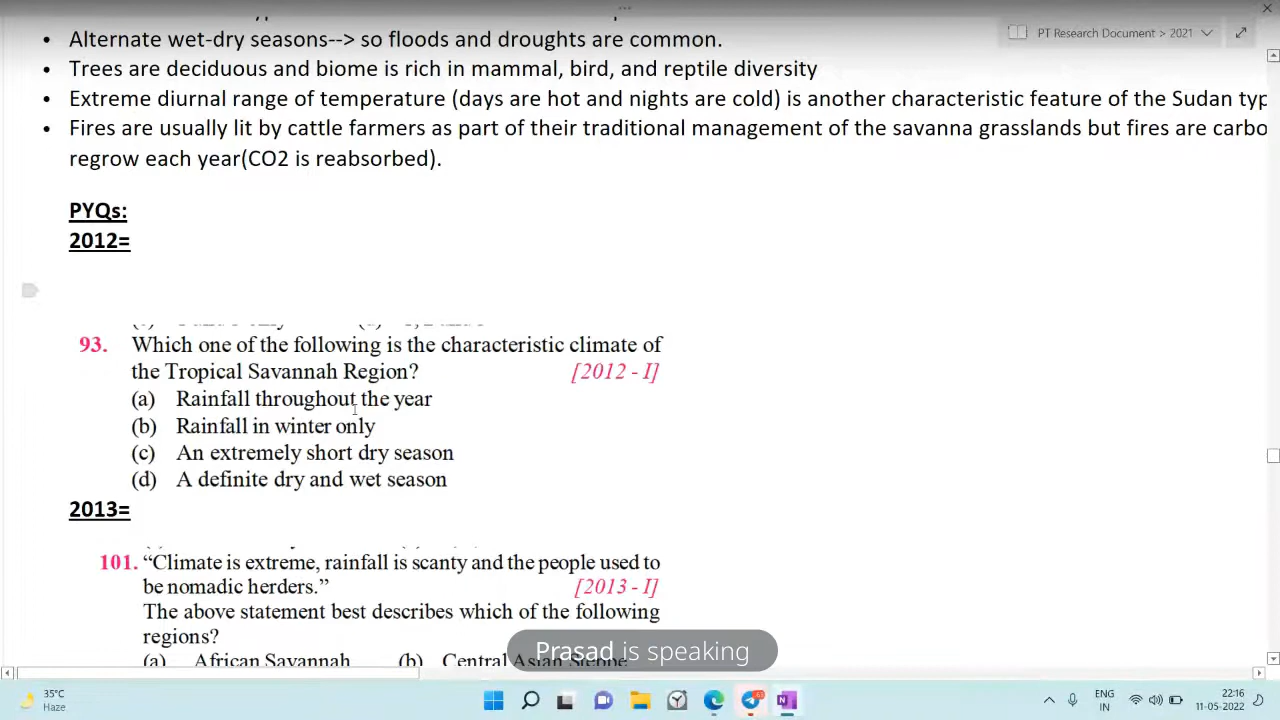 PT Research Document > 2021
• Alternate wet-dry seasons--> so floods and droughts are common.
• Trees are deciduous and biome is rich in mammal, bird, and reptile diversity
• Extreme diurnal range of temperature (days are hot and nights are cold) is another characteristic feature of the Sudan typ
• Fires are usually lit by cattle farmers as part of their traditional management of the savanna grasslands but fires are carbo
regrow each year(CO2 is reabsorbed).
PYQs:
2012=
93. Which one of the following is the characteristic climate of
the Tropical Savannah Region? [2012 - I]
(a) Rainfall throughout the year
(b) Rainfall in winter only
(c) An extremely short dry season
(d) A definite dry and wet season
2013=
101. “Climate is extreme, rainfall is scanty and the people used to
be nomadic herders.” [2013 - I]
The above statement best describes which of the following
regions?
(a) African Savannah (b) Central Asian Steppe
Prasad is speaking
35°C
Haze
ENG
IN
22:16
11-05-2022